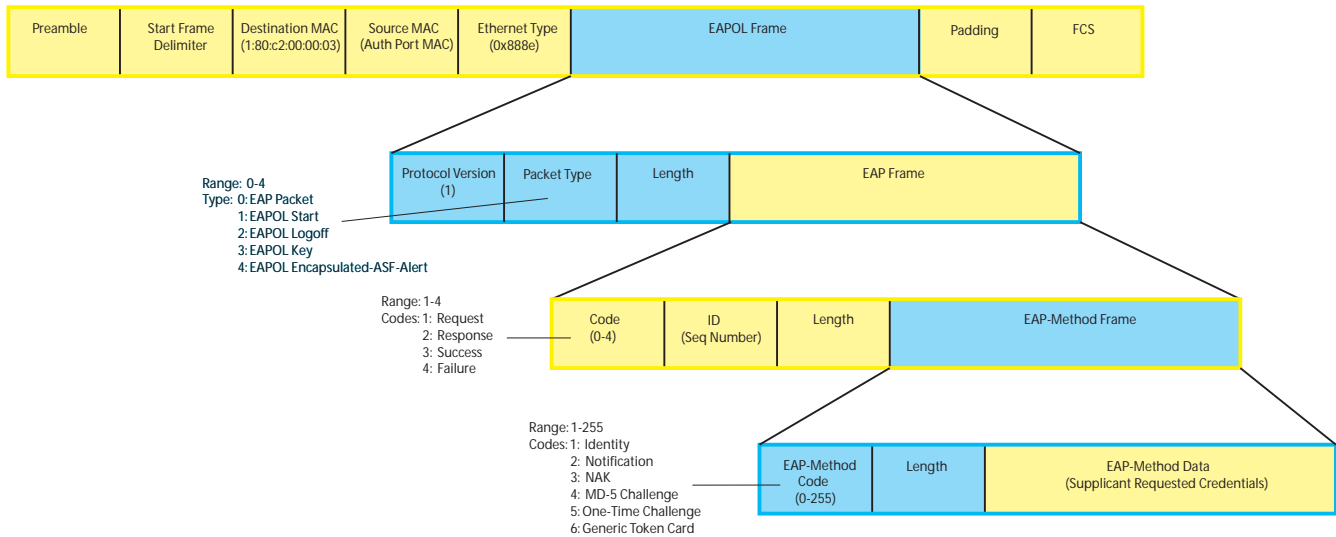 Preamble
Start Frame
Delimiter
Destination MAC
(1:80:c2:00:00:03)
Source MAC
(Auth Port MAC)
Ethernet Type
(0x888e)
EAPOL Frame
Padding
FCS
Protocol Version
(1)
Packet Type
Length
EAP Frame
Range: 0-4
Type: 0: EAP Packet
1: EAPOL Start
2: EAPOL Logoff
3: EAPOL Key
4: EAPOL Encapsulated-ASF-Alert
Code
(0-4)
ID
(Seq Number)
Length
EAP-Method Frame
Range: 1-4
Codes: 1: Request
2: Response
3: Success
4: Failure
EAP-Method
Code
(0-255)
Length
EAP-Method Data
(Supplicant Requested Credentials)
Range: 1-255
Codes: 1: Identity
2: Notification
3: NAK
4: MD-5 Challenge
5: One-Time Challenge
6: Generic Token Card